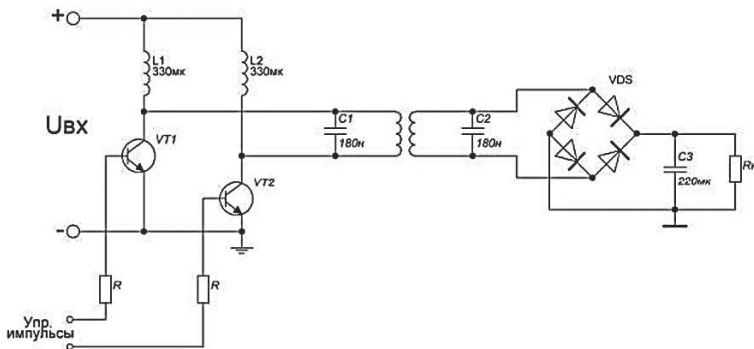 +
L1
330мк
L2
330мк
Uвх
VT1
VT2
-
R
R
Упр.
импульсы
C1
180н
C2
180н
VDS
C3
220мк
Rн